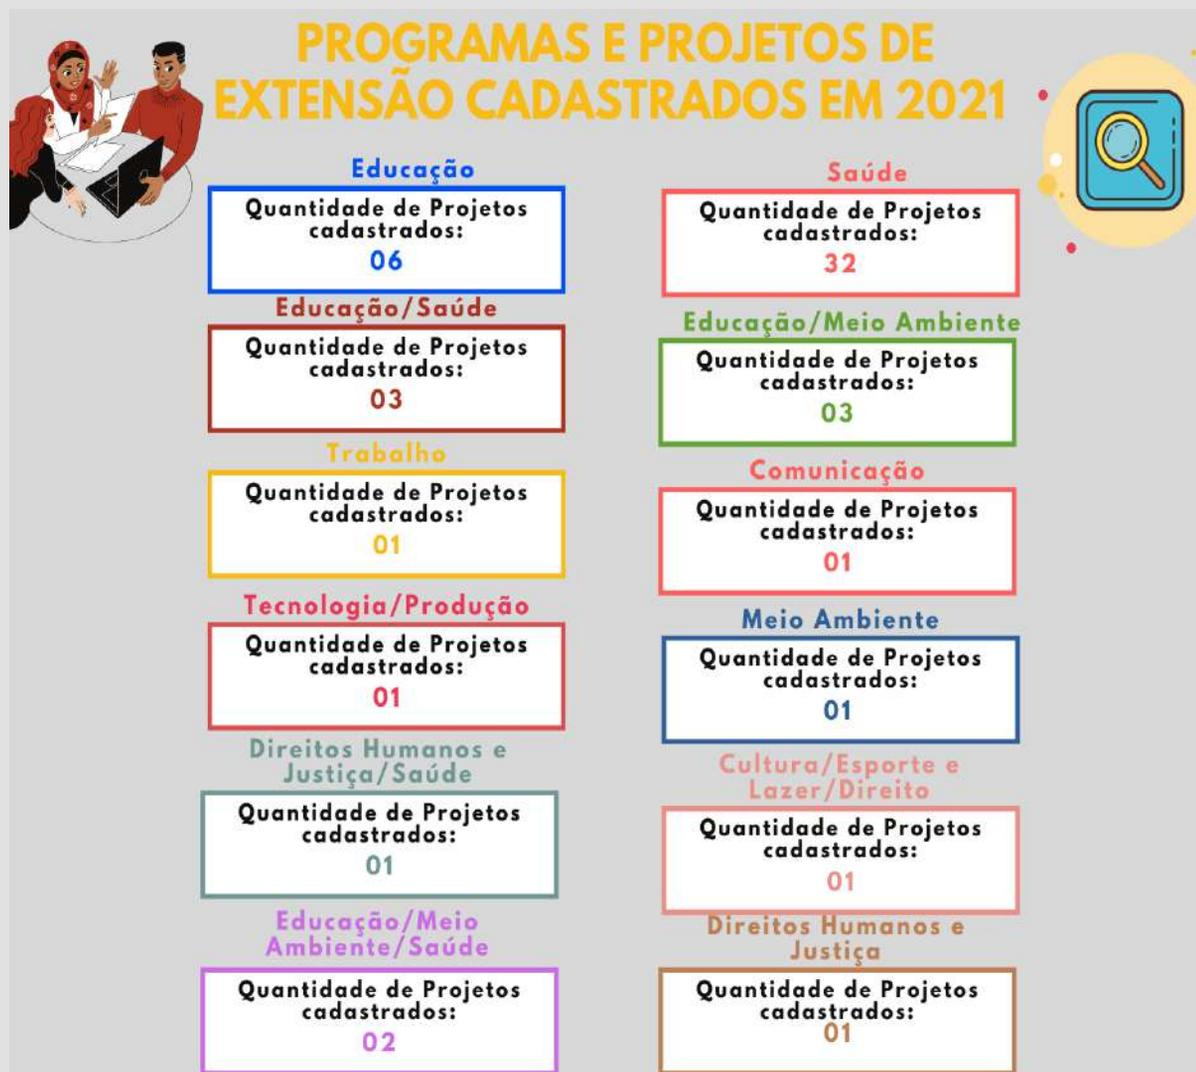 PROGRAMAS E PROJETOS DE
EXTENSÃO CADASTRADOS EM 2021
Educação
Quantidade de Projetos
cadastrados:
06
Saúde
Quantidade de Projetos
cadastrados:
32
Educação/Saúde
Quantidade de Projetos
cadastrados:
03
Educação/Meio Ambiente
Quantidade de Projetos
cadastrados:
03
Trabalho
Quantidade de Projetos
cadastrados:
01
Comunicação
Quantidade de Projetos
cadastrados:
01
Tecnologia/Produção
Quantidade de Projetos
cadastrados:
01
Meio Ambiente
Quantidade de Projetos
cadastrados:
01
Direitos Humanos e
Justiça/Saúde
Quantidade de Projetos
cadastrados:
01
Cultura/Esporte e
Lazer/Direito
Quantidade de Projetos
cadastrados:
01
Educação/Meio
Ambiente/Saúde
Quantidade de Projetos
cadastrados:
02
Direitos Humanos e
Justiça
Quantidade de Projetos
cadastrados:
01